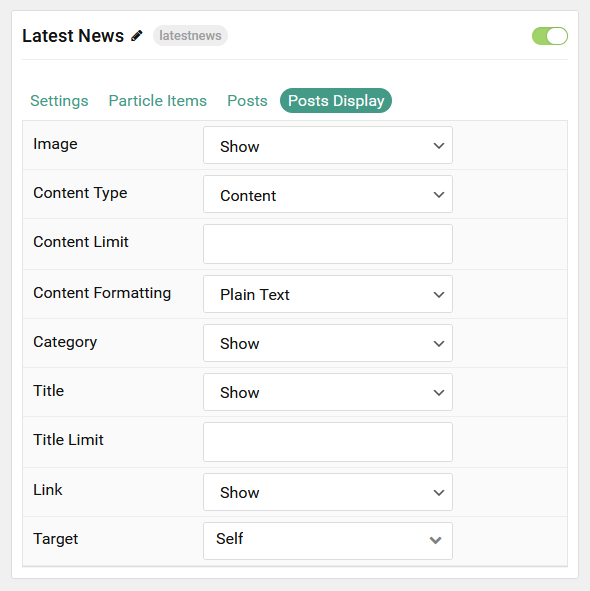 Latest News latestnews
Settings Particle Items Posts Posts Display
Image Show
Content Type Content
Content Limit
Content Formatting Plain Text
Category Show
Title Show
Title Limit
Link Show
Target Self